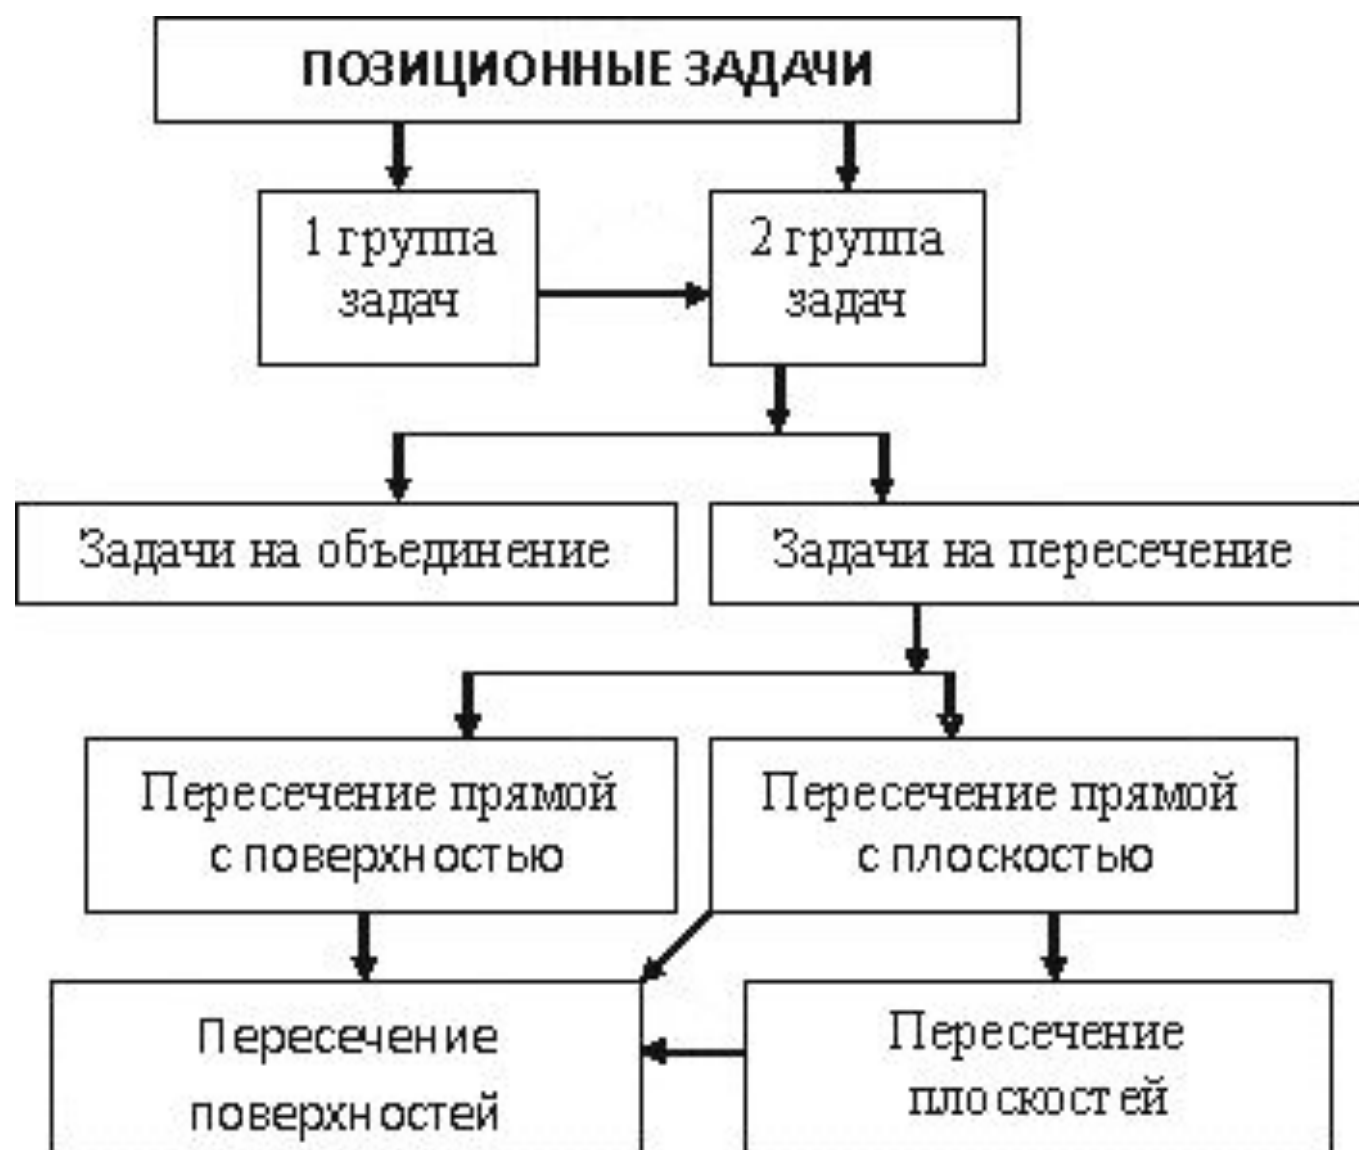 ПОЗИЦИОННЫЕ ЗАДАЧИ
1 группа
задач
2 группа
задач
Задачи на объединение
Задачи на пересечение
Пересечение прямой
с поверхностью
Пересечение прямой
с плоскостью
Пересечение
поверхностей
Пересечение
плоскостей